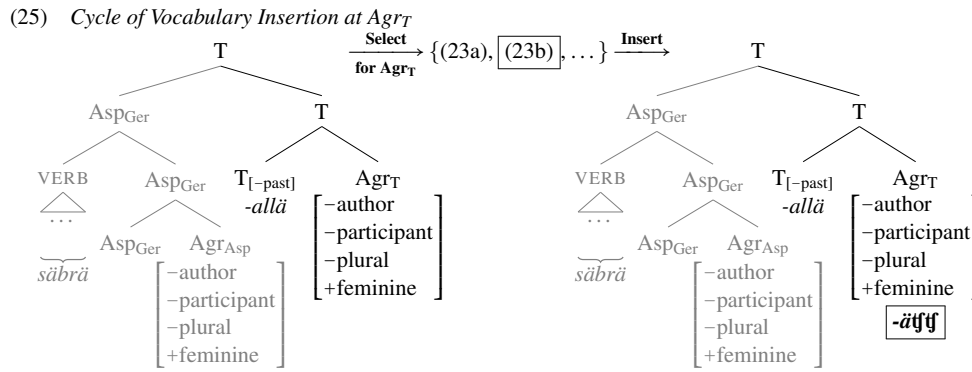 (25) Cycle of Vocabulary Insertion at AgrT
T Select for AgrT {(23a), (23b), …} Insert T
AspGer T AspGer T
VERB AspGer T[−past] AgrT VERB AspGer T[−past] AgrT
… -allä −author … -allä −author
−participant −participant
AspGer AgrAsp −plural AspGer AgrAsp −plural
säbrä −author +feminine säbrä −author +feminine
−participant −participant -ätʃtʃ
−plural −plural
+feminine +feminine